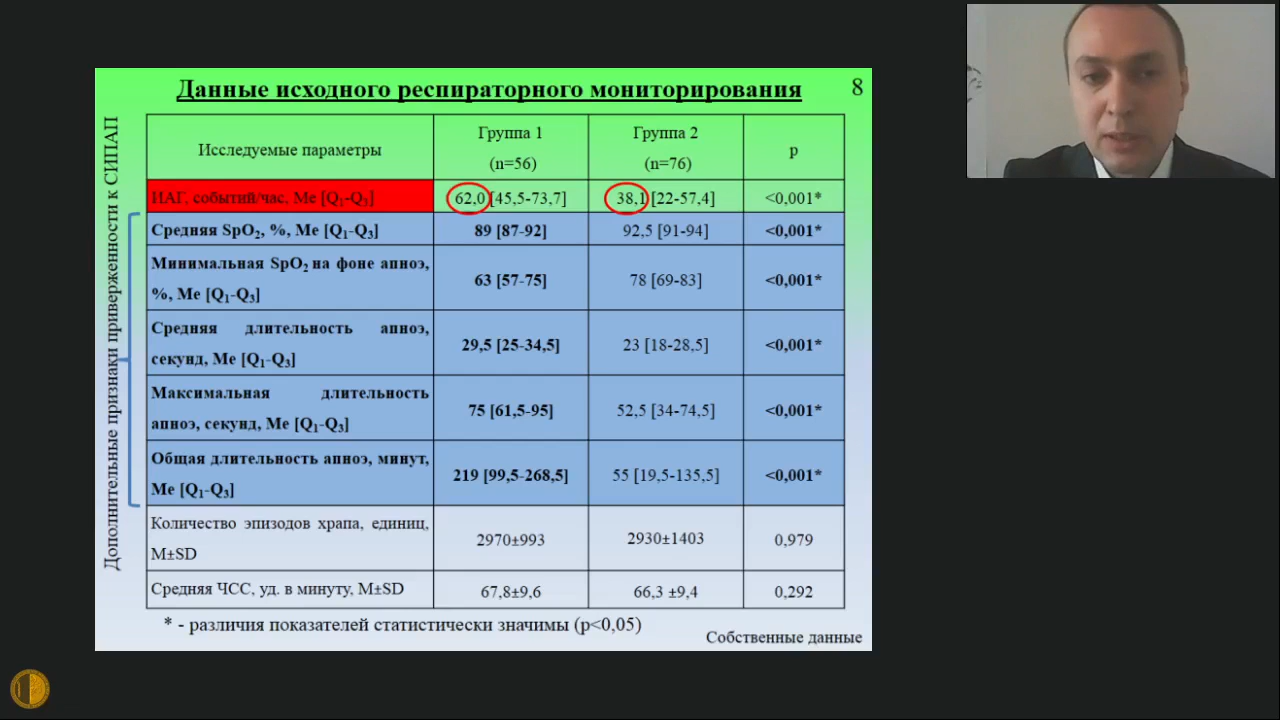 Данные исходного респираторного мониторирования
8
Дополнительные признаки приверженности к СИПАП
Исследуемые параметры
Группа 1
(n=56)
Группа 2
(n=76)
р
ИАГ, событий/час, Ме [Q1-Q3]
62,0 [45,5-73,7]
38,1 [22-57,4]
<0,001*
Средняя SpO2, %, Me [Q1-Q3]
89 [87-92]
92,5 [91-94]
<0,001*
Минимальная SpO2 на фоне апноэ,
%, Ме [Q1-Q3]
63 [57-75]
78 [69-83]
<0,001*
Средняя длительность апноэ,
секунд, Ме [Q1-Q3]
29,5 [25-34,5]
23 [18-28,5]
<0,001*
Максимальная длительность
апноэ, секунд, Ме [Q1-Q3]
75 [61,5-95]
52,5 [34-74,5]
<0,001*
Общая длительность апноэ, минут,
Ме [Q1-Q3]
219 [99,5-268,5]
55 [19,5-135,5]
<0,001*
Количество эпизодов храпа, единиц,
M±SD
2970±993
2930±1403
0,979
Средняя ЧСС, уд. в минуту, M±SD
67,8±9,6
66,3 ±9,4
0,292
* - различия показателей статистически значимы (p<0,05)
Собственные данные